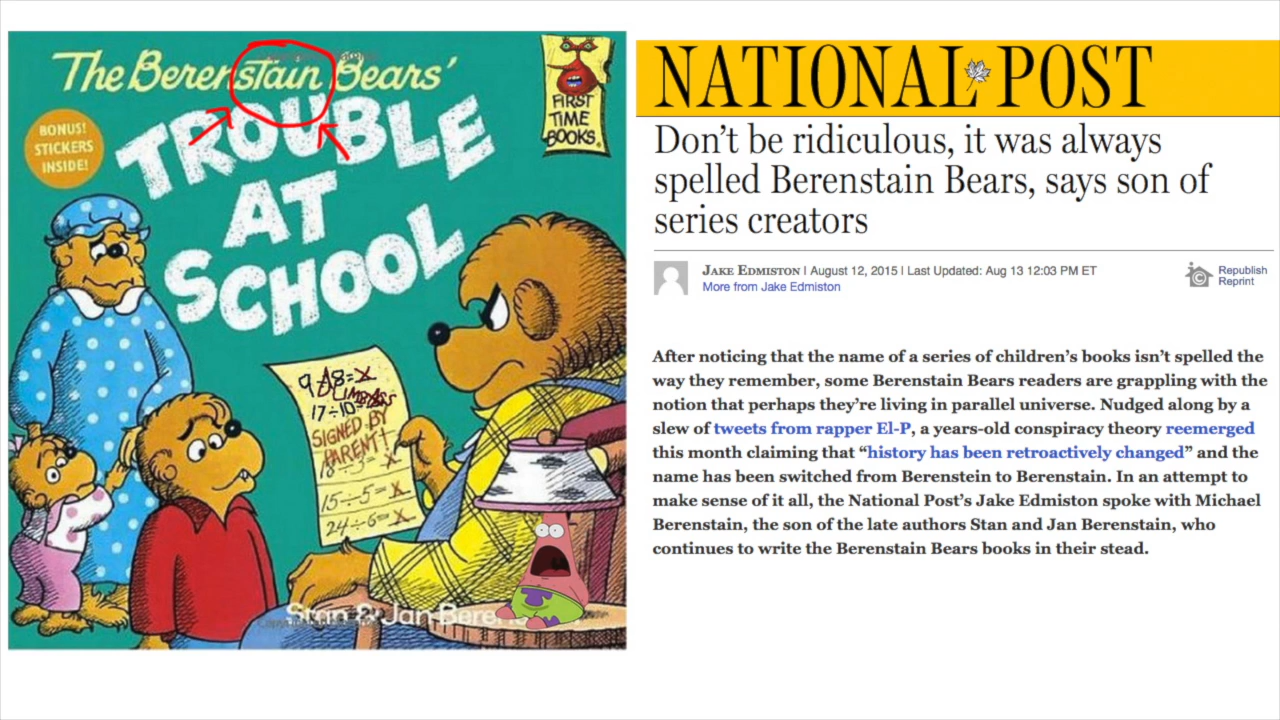 The Berenstain Bears'
TROUBLE
AT
SCHOOL
BONUS!
STICKERS
INSIDE!
FIRST
TIME
BOOKS
SIGNED BY
PARENT!
15÷5=x
24÷6=x
Stan & Jan Beren
NATIONAL POST
Don't be ridiculous, it was always
spelled Berenstain Bears, says son of
series creators
JAKE EDMISTON | August 12, 2015 | Last Updated: Aug 13 12:03 PM ET
More from Jake Edmiston
Republish
Reprint
After noticing that the name of a series of children's books isn't spelled the
way they remember, some Berenstain Bears readers are grappling with the
notion that perhaps they're living in parallel universe. Nudged along by a
slew of tweets from rapper El-P, a years-old conspiracy theory reemerged
this month claiming that “history has been retroactively changed” and the
name has been switched from Berenstein to Berenstain. In an attempt to
make sense of it all, the National Post's Jake Edmiston spoke with Michael
Berenstain, the son of the late authors Stan and Jan Berenstain, who
continues to write the Berenstain Bears books in their stead.